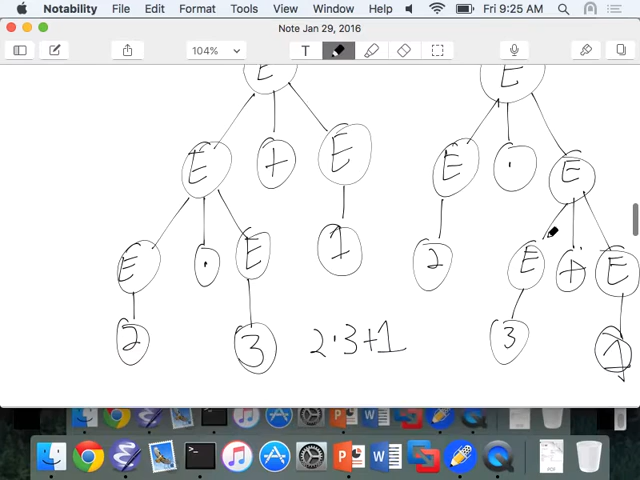 Notability File Edit Format Tools View Window Help Fri 9:25 AM
Note Jan 29, 2016
104% T
E E
E + E E · E
E · E 1 2 E + E
2 3 2·3+1 3 1